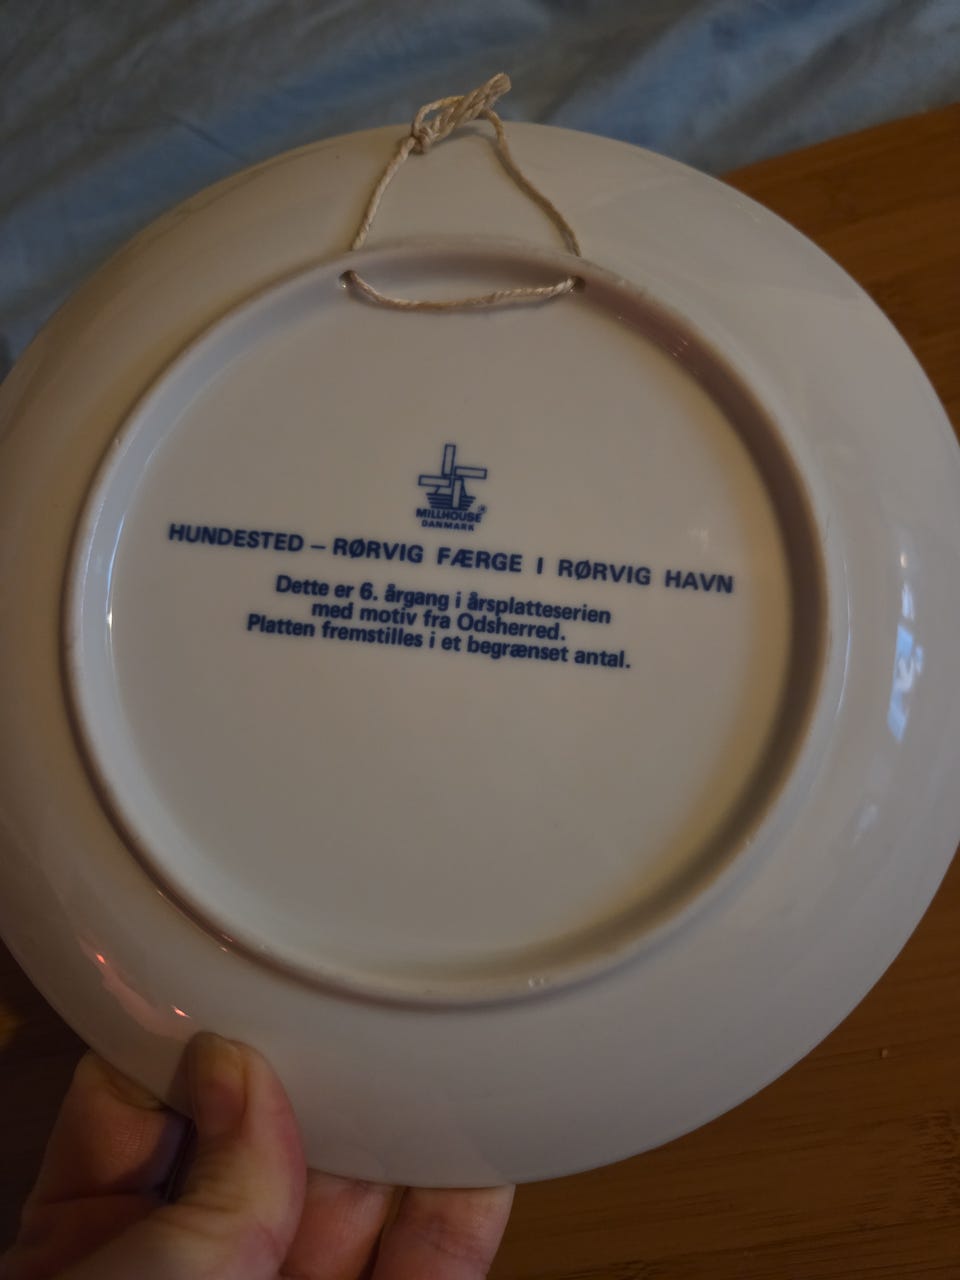 MILLHOUSE ®
DANMARK
HUNDESTED – RØRVIG FÆRGE I RØRVIG HAVN
Dette er 6. årgang i årsplatteserien
med motiv fra Odsherred.
Platten fremstilles i et begrænset antal.